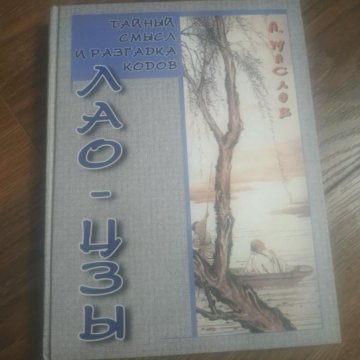 ТАЙНЫЙ
СМЫСЛ
И РАЗГАДКА
КОДОВ
ЛАО-ЦЗЫ
А. МАСЛОВ